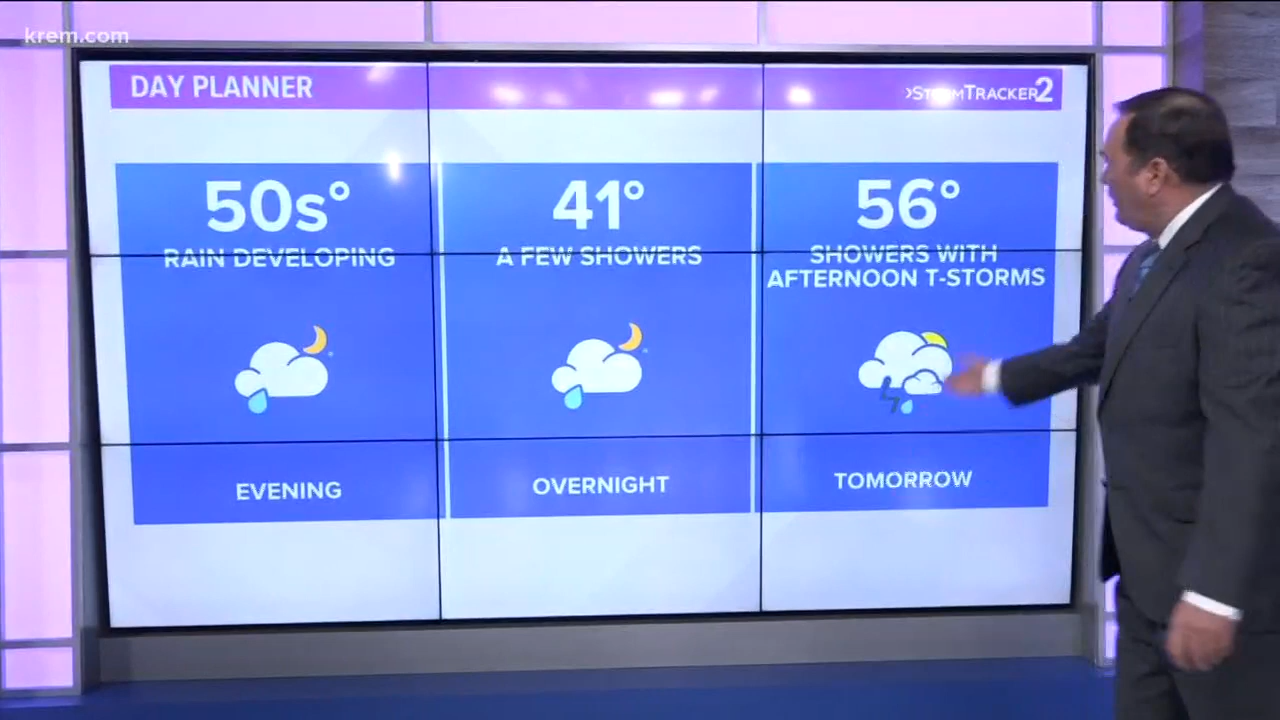 krem.com
DAY PLANNER
STORMTRACKER2
50s°
RAIN DEVELOPING
EVENING
41°
A FEW SHOWERS
OVERNIGHT
56°
SHOWERS WITH
AFTERNOON T-STORMS
TOMORROW